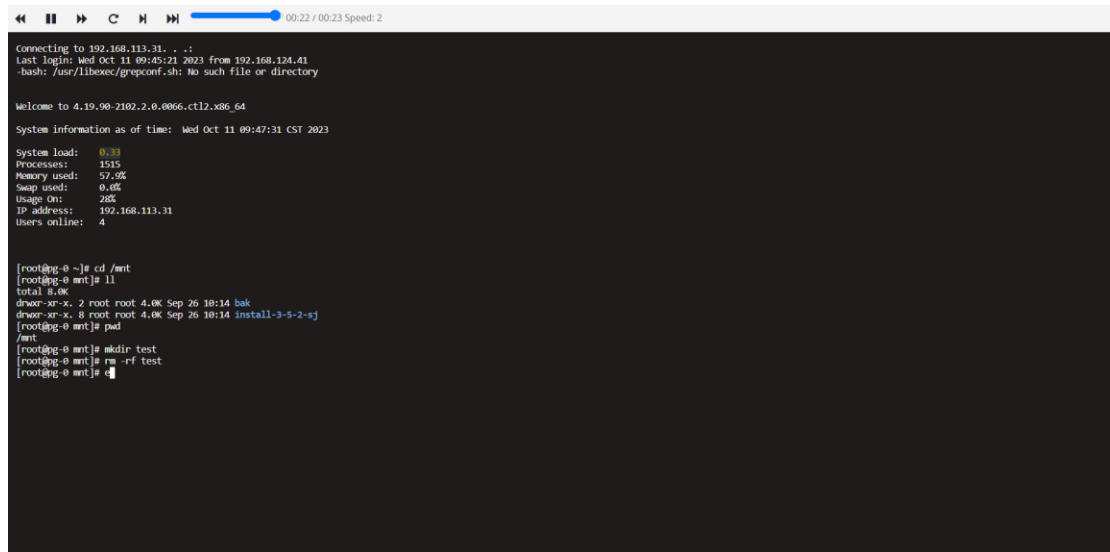 00:22 / 00:23 Speed: 2
Connecting to 192.168.113.31. . .:
Last login: Wed Oct 11 09:45:21 2023 from 192.168.124.41
-bash: /usr/libexec/grepconf.sh: No such file or directory
Welcome to 4.19.90-2102.2.0.0066.ctl2.x86_64
System information as of time:  Wed Oct 11 09:47:31 CST 2023
System load:    0.33
Processes:      1515
Memory used:    57.9%
Swap used:      0.0%
Usage On:       28%
IP address:     192.168.113.31
Users online:   4
[root@pg-0 ~]# cd /mnt
[root@pg-0 mnt]# ll
total 8.0K
drwxr-xr-x. 2 root root 4.0K Sep 26 10:14 bak
drwxr-xr-x. 8 root root 4.0K Sep 26 10:14 install-3-5-2-sj
[root@pg-0 mnt]# pwd
/mnt
[root@pg-0 mnt]# mkdir test
[root@pg-0 mnt]# rm -rf test
[root@pg-0 mnt]# e